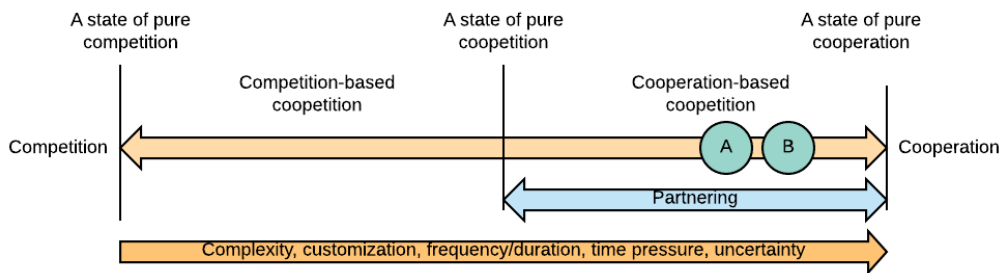 A state of pure
competition
A state of pure
coopetition
A state of pure
cooperation
Competition-based
coopetition
Cooperation-based
coopetition
Competition
A
B
Cooperation
Partnering
Complexity, customization, frequency/duration, time pressure, uncertainty